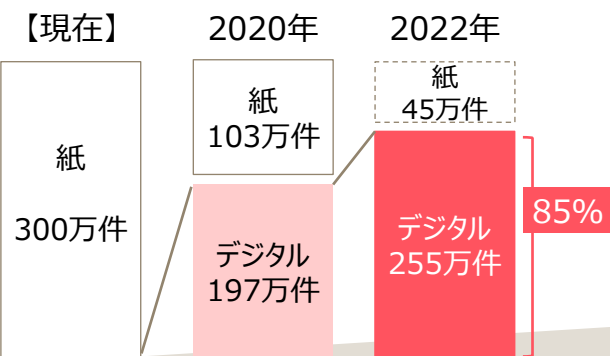 【現在】
2020年
2022年
紙
300万件
紙
103万件
デジタル
197万件
紙
45万件
デジタル
255万件
85%